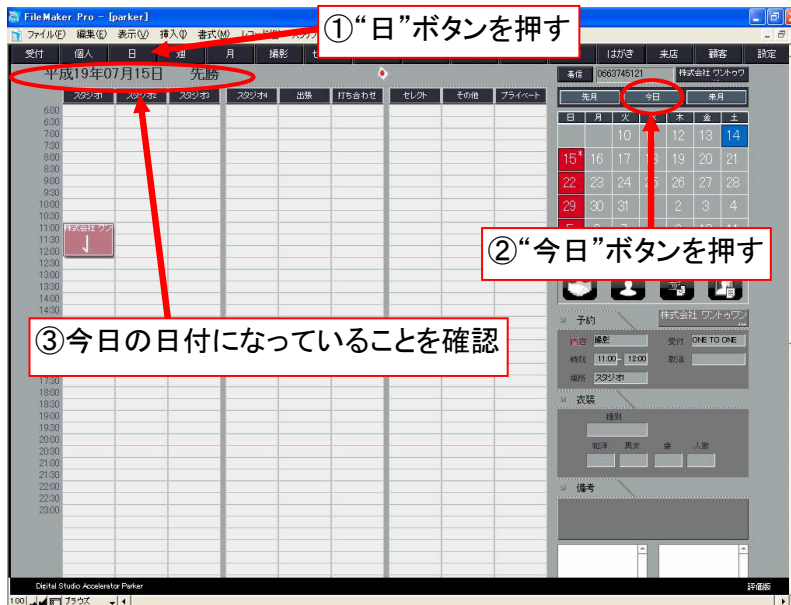 FileMaker Pro - [parker]
①“日”ボタンを押す
ファイル(F) 編集(E) 表示(V) 挿入(I) 書式(M)
受付 個人 日 週 月 撮影 はがき 来店 顧客 設定
平成19年07月15日 先勝
着信 0663745121 株式会社 ワントゥワ
先月 今日 来月
スタジオ1 スタジオ2 スタジオ3 スタジオ4 出張 打ち合わせ セレクト その他 プライベート
日 月 火 水 木 金 土
10 12 13 14
15* 16 17 18 19 20 21
22 23 24 25 26 27 28
29 30 31 2 3 4
6:00
6:30
7:00
7:30
8:00
8:30
9:00
9:30
10:00
10:30
11:00 株式会社 ワン
11:30
12:00
12:30
13:00
13:30
14:00
14:30
②“今日”ボタンを押す
③今日の日付になっていることを確認
17:30
18:00
18:30
19:00
19:30
20:00
20:30
21:00
21:30
22:00
22:30
23:00
予約 株式会社 ワントゥワン
内容 撮影 受付 ONE TO ONE
時刻 11:00 - 12:00 取消
場所 スタジオ1
衣装
種別
和洋 男女 歳 人数
備考
Digital Studio Accelerator Parker 評価版
100 ブラウズ